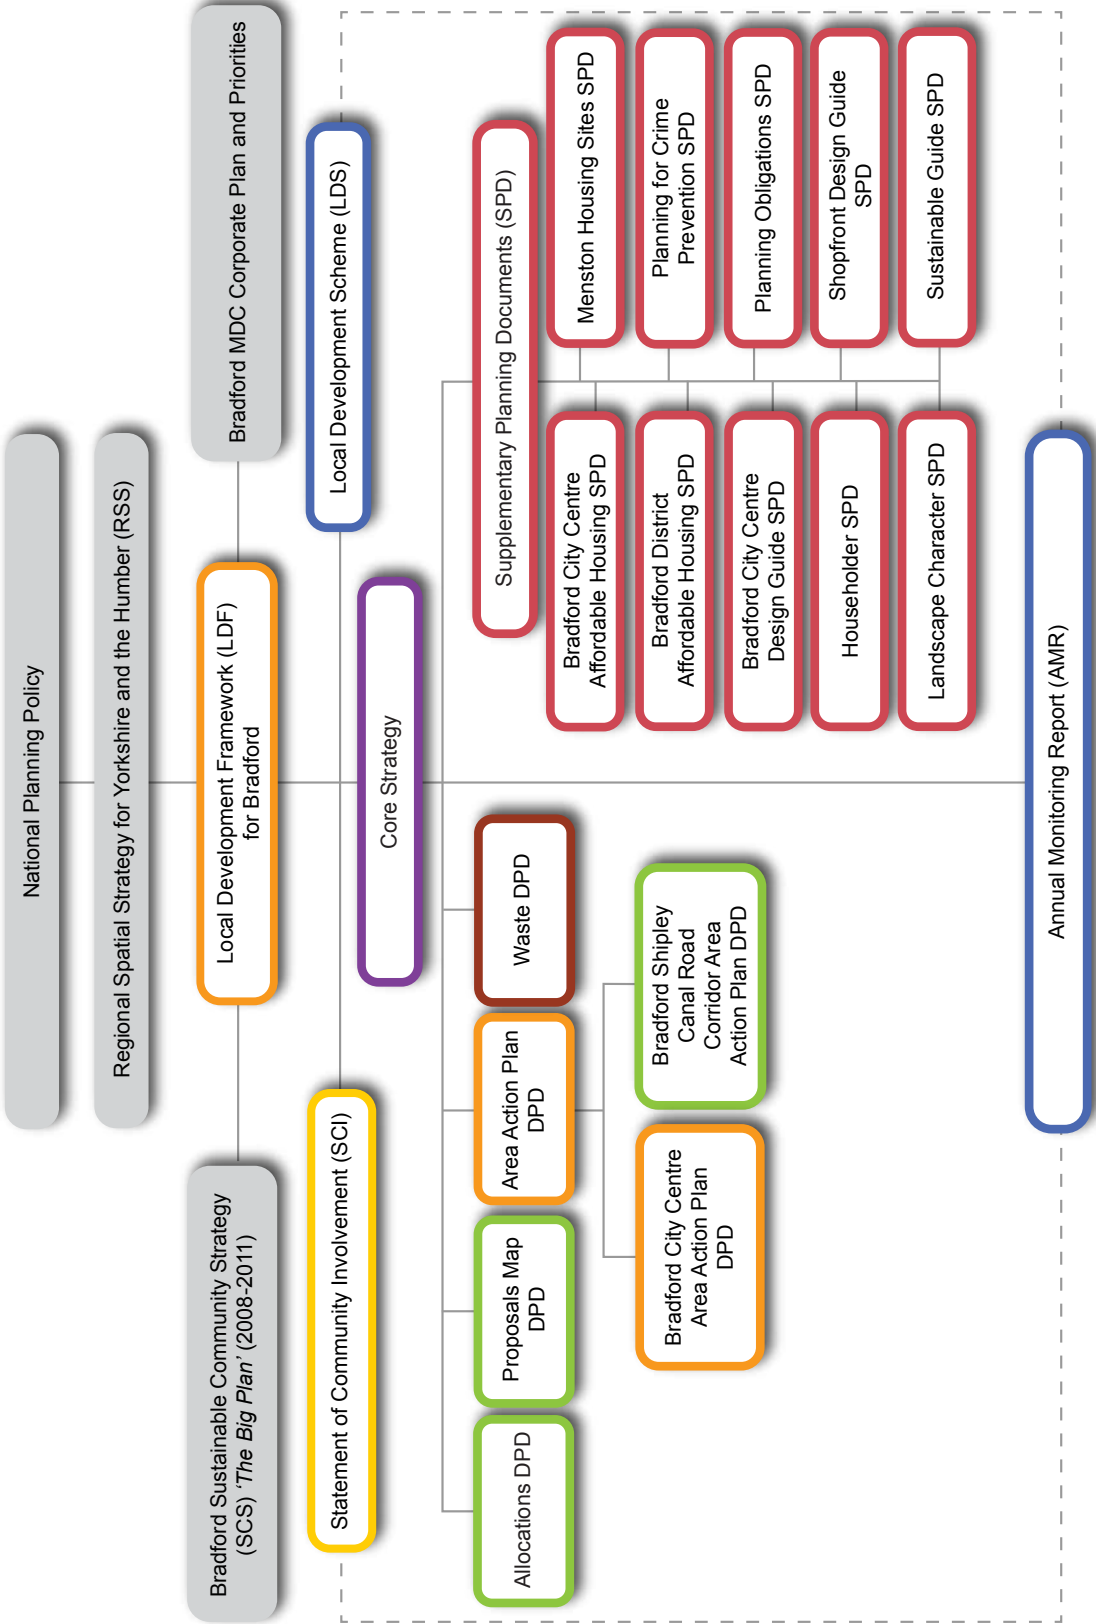 National Planning Policy
Regional Spatial Strategy for Yorkshire and the Humber (RSS)
Bradford Sustainable Community Strategy
(SCS) ‘The Big Plan’ (2008-2011)
Local Development Framework (LDF)
for Bradford
Bradford MDC Corporate Plan and Priorities
Statement of Community Involvement (SCI)
Local Development Scheme (LDS)
Core Strategy
Allocations DPD
Proposals Map
DPD
Area Action Plan
DPD
Waste DPD
Bradford City Centre
Area Action Plan
DPD
Bradford Shipley
Canal Road
Corridor Area
Action Plan DPD
Supplementary Planning Documents (SPD)
Bradford City Centre
Affordable Housing SPD
Menston Housing Sites SPD
Bradford District
Affordable Housing SPD
Planning for Crime
Prevention SPD
Bradford City Centre
Design Guide SPD
Planning Obligations SPD
Householder SPD
Shopfront Design Guide
SPD
Landscape Character SPD
Sustainable Guide SPD
Annual Monitoring Report (AMR)